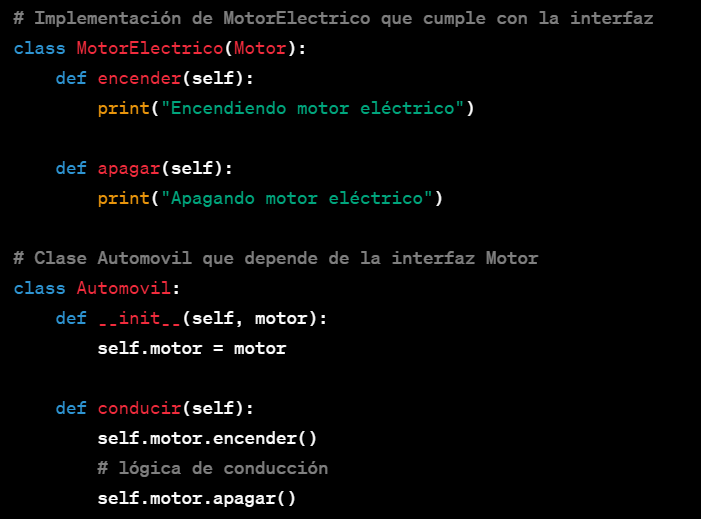 # Implementación de MotorElectrico que cumple con la interfaz
class MotorElectrico(Motor):
    def encender(self):
        print("Encendiendo motor eléctrico")

    def apagar(self):
        print("Apagando motor eléctrico")

# Clase Automovil que depende de la interfaz Motor
class Automovil:
    def __init__(self, motor):
        self.motor = motor

    def conducir(self):
        self.motor.encender()
        # lógica de conducción
        self.motor.apagar()